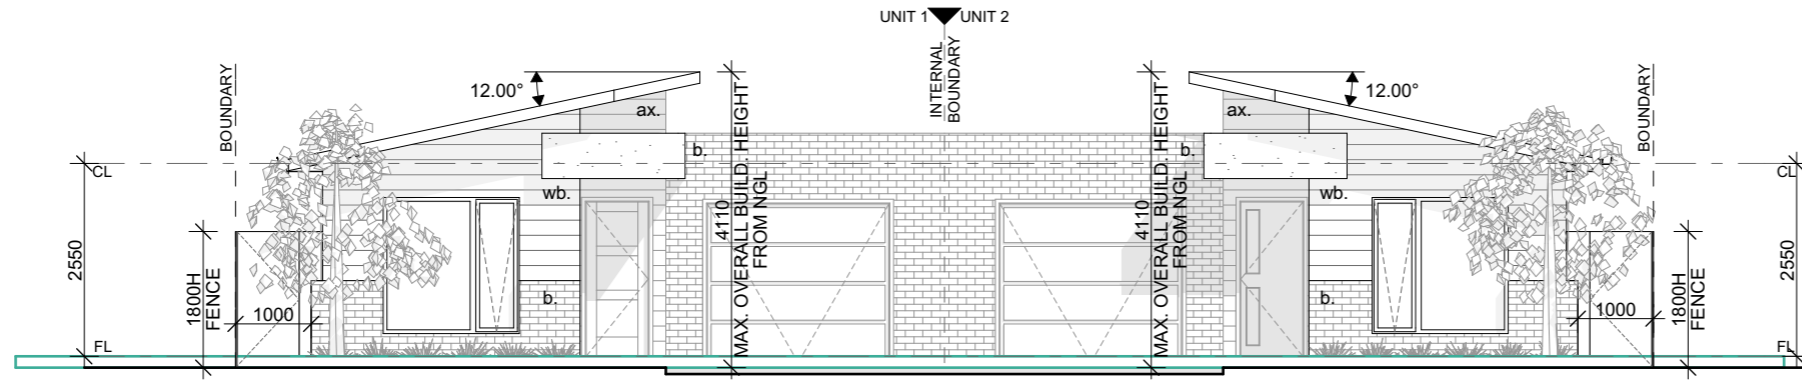 UNIT 1 UNIT 2
INTERNAL
BOUNDARY
BOUNDARY
BOUNDARY
12.00°
12.00°
ax.
ax.
b.
b.
CL
CL
wb.
wb.
4110
MAX. OVERALL BUILD. HEIGHT
FROM NGL
4110
MAX. OVERALL BUILD. HEIGHT
FROM NGL
2550
2550
1800H
FENCE
1800H
FENCE
b.
b.
1000
1000
FL
FL